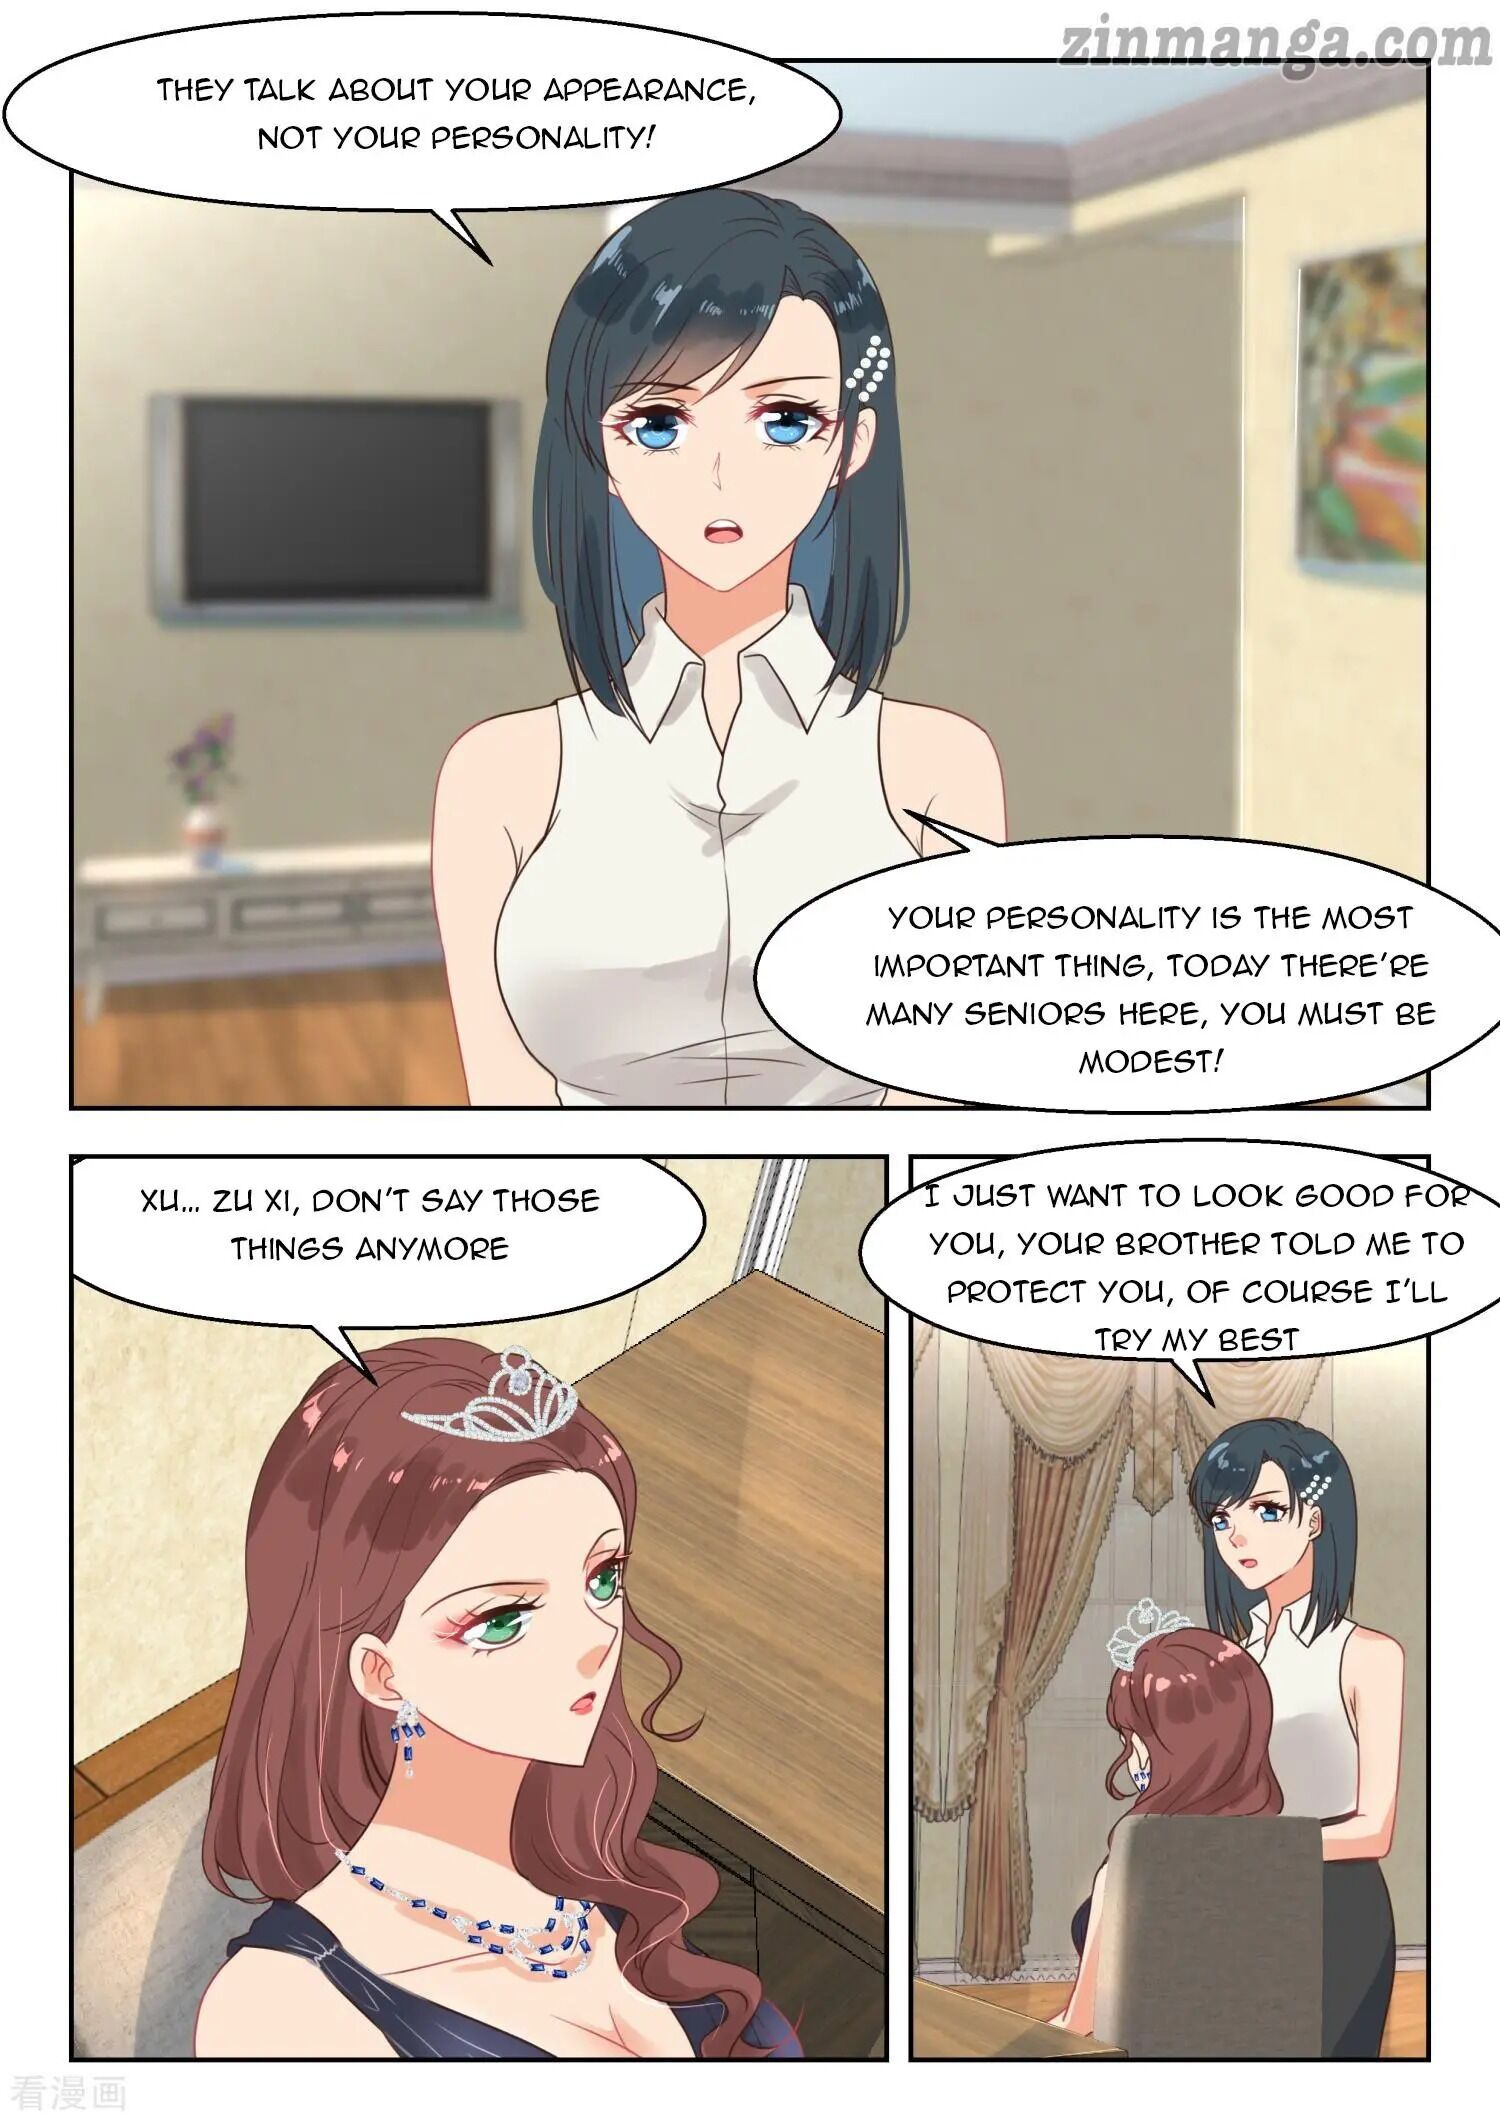 zinmanga.com
THEY TALK ABOUT YOUR APPEARANCE,
NOT YOUR PERSONALITY!
YOUR PERSONALITY IS THE MOST
IMPORTANT THING, TODAY THERE'RE
MANY SENIORS HERE, YOU MUST BE
MODEST!
XU... ZU XI, DON'T SAY THOSE
THINGS ANYMORE
I JUST WANT TO LOOK GOOD FOR
YOU, YOUR BROTHER TOLD ME TO
PROTECT YOU, OF COURSE I'LL
TRY MY BEST
看漫画